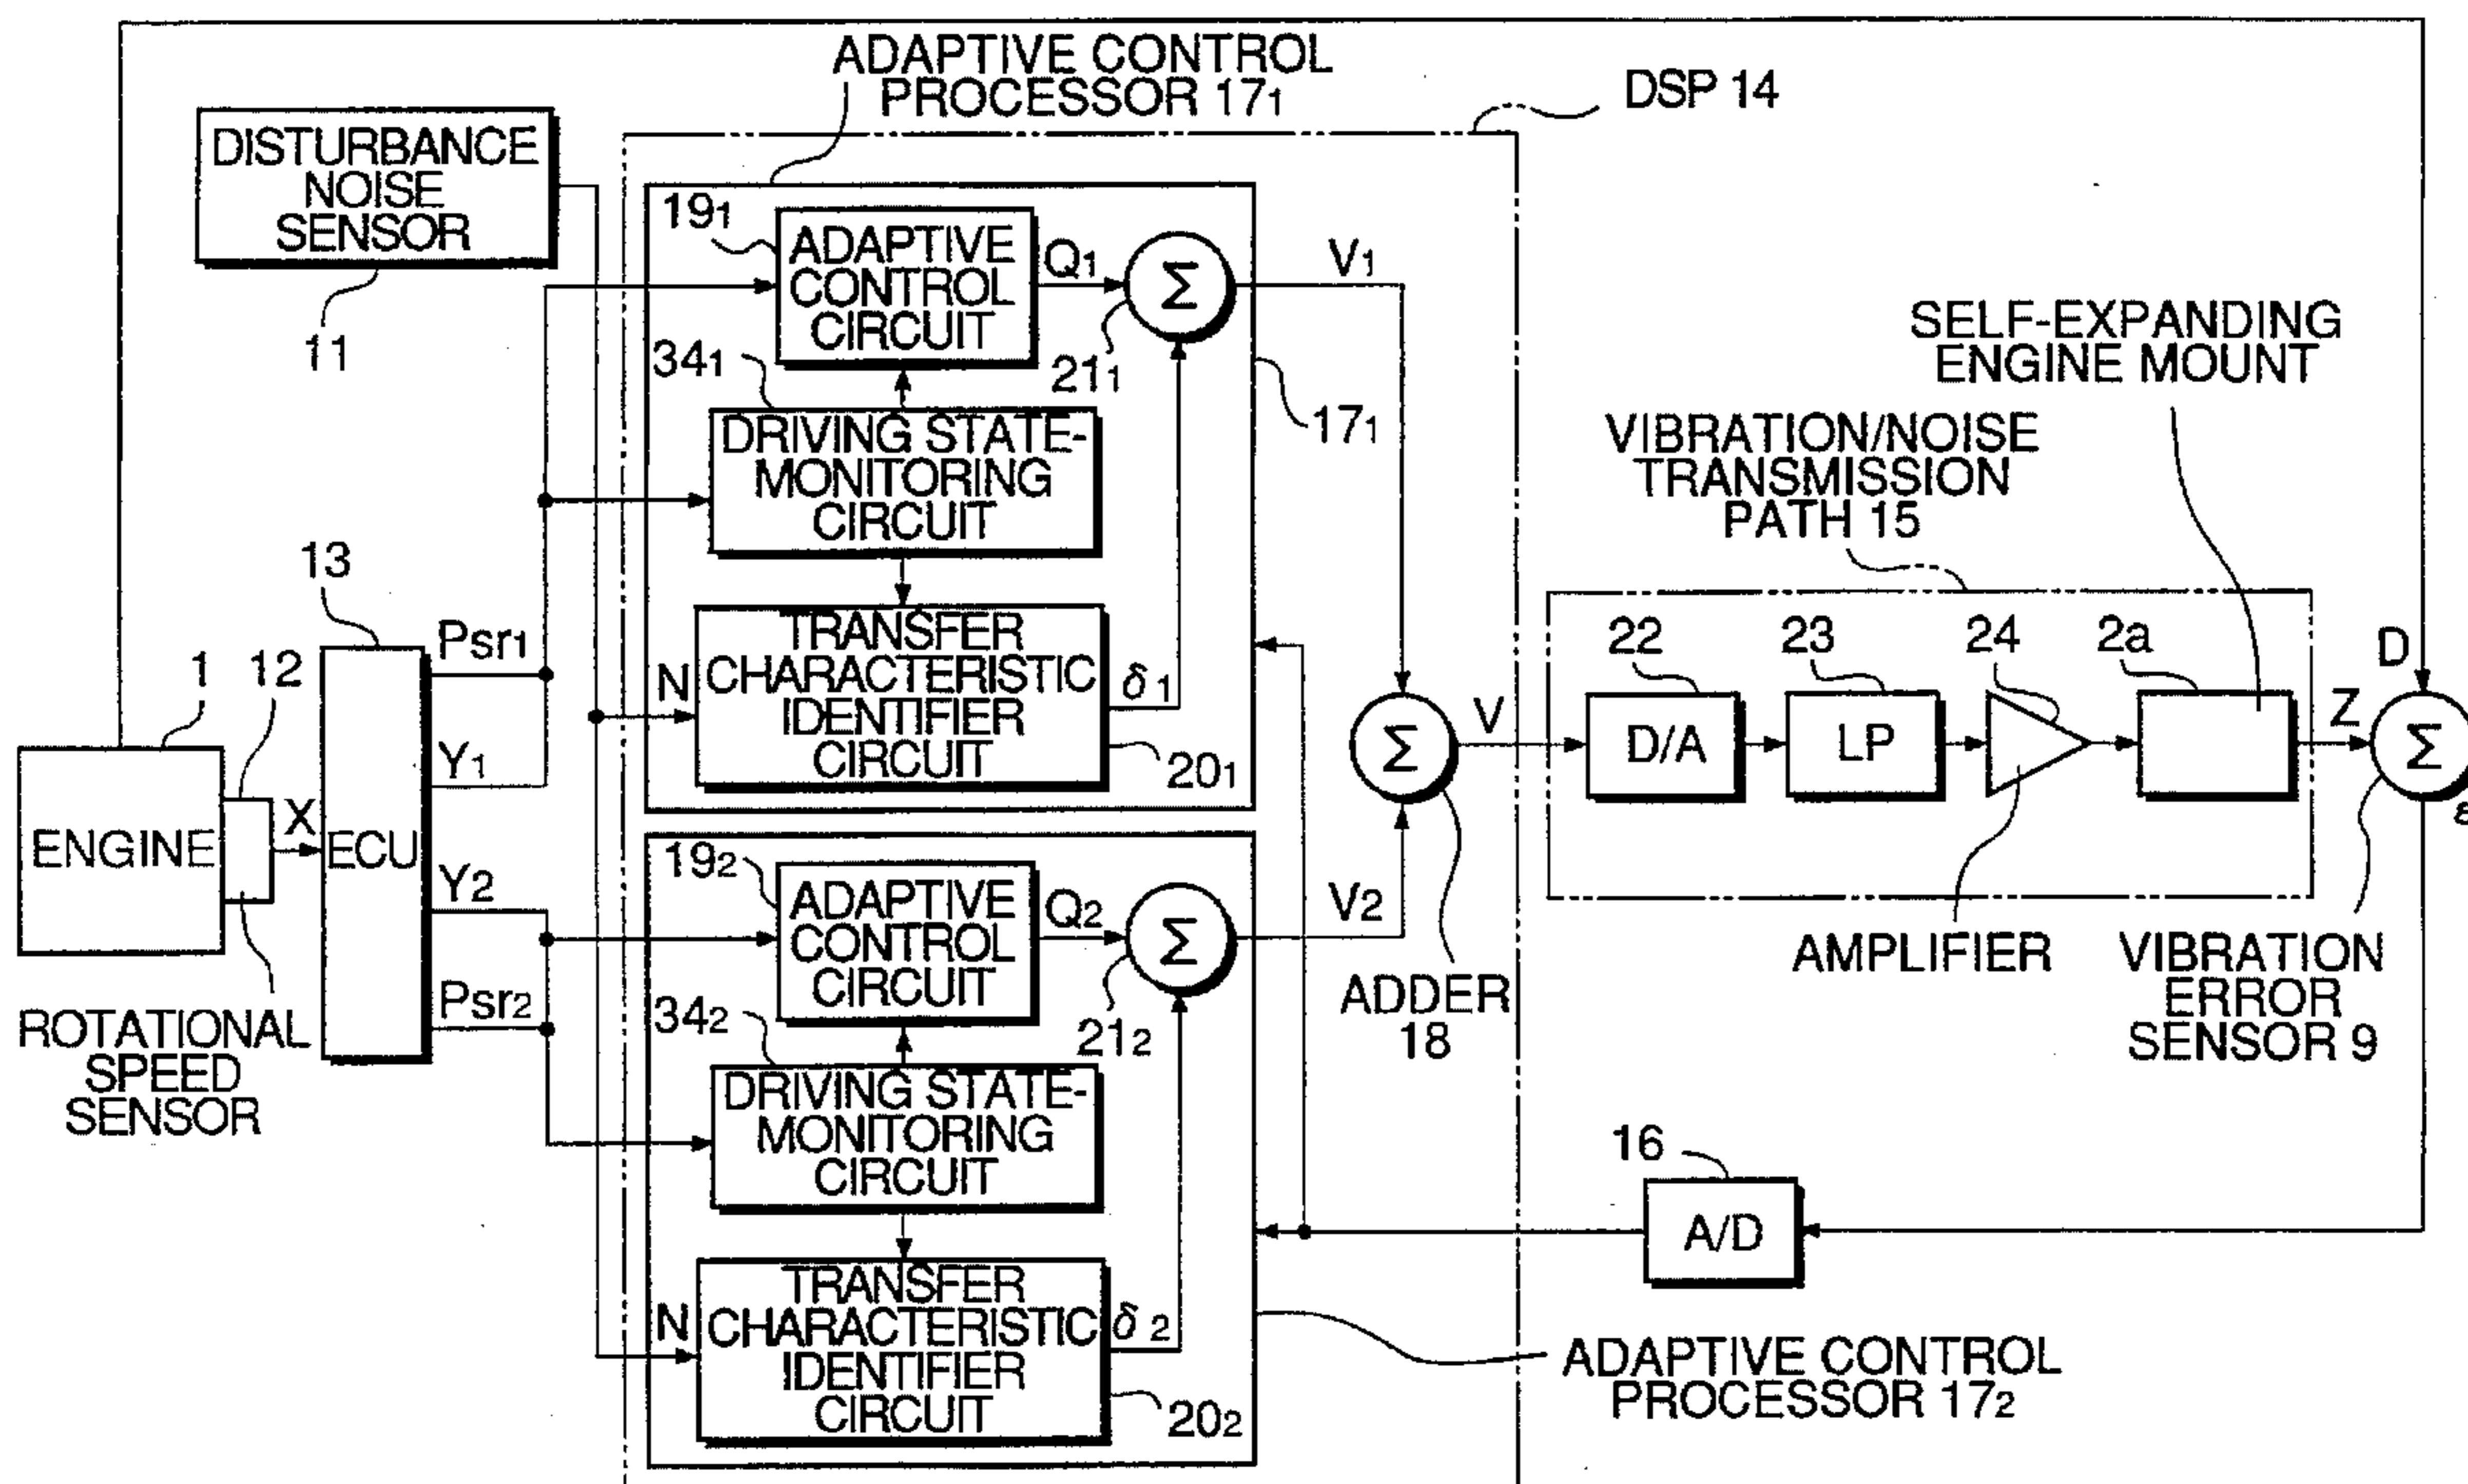 ADAPTIVE CONTROL
PROCESSOR 17₁
DSP 14
DISTURBANCE
NOISE
SENSOR
11
19₁
ADAPTIVE
CONTROL
CIRCUIT
Q₁
Σ
21₁
V₁
34₁
DRIVING STATE-
MONITORING
CIRCUIT
17₁
SELF-EXPANDING
ENGINE MOUNT
VIBRATION/NOISE
TRANSMISSION
PATH 15
TRANSFER
CHARACTERISTIC
IDENTIFIER
CIRCUIT
N
δ₁
20₁
13
Psr₁
Y₁
1
12
X
ENGINE
ECU
Y₂
Psr₂
ROTATIONAL
SPEED
SENSOR
22
23
24
2a
D
Σ
V
D/A
LP
Z
Σ
ε
19₂
ADAPTIVE
CONTROL
CIRCUIT
Q₂
Σ
21₂
V₂
ADDER
18
AMPLIFIER
VIBRATION
ERROR
SENSOR 9
34₂
DRIVING STATE-
MONITORING
CIRCUIT
16
A/D
TRANSFER
CHARACTERISTIC
IDENTIFIER
CIRCUIT
N
δ₂
20₂
ADAPTIVE CONTROL
PROCESSOR 17₂